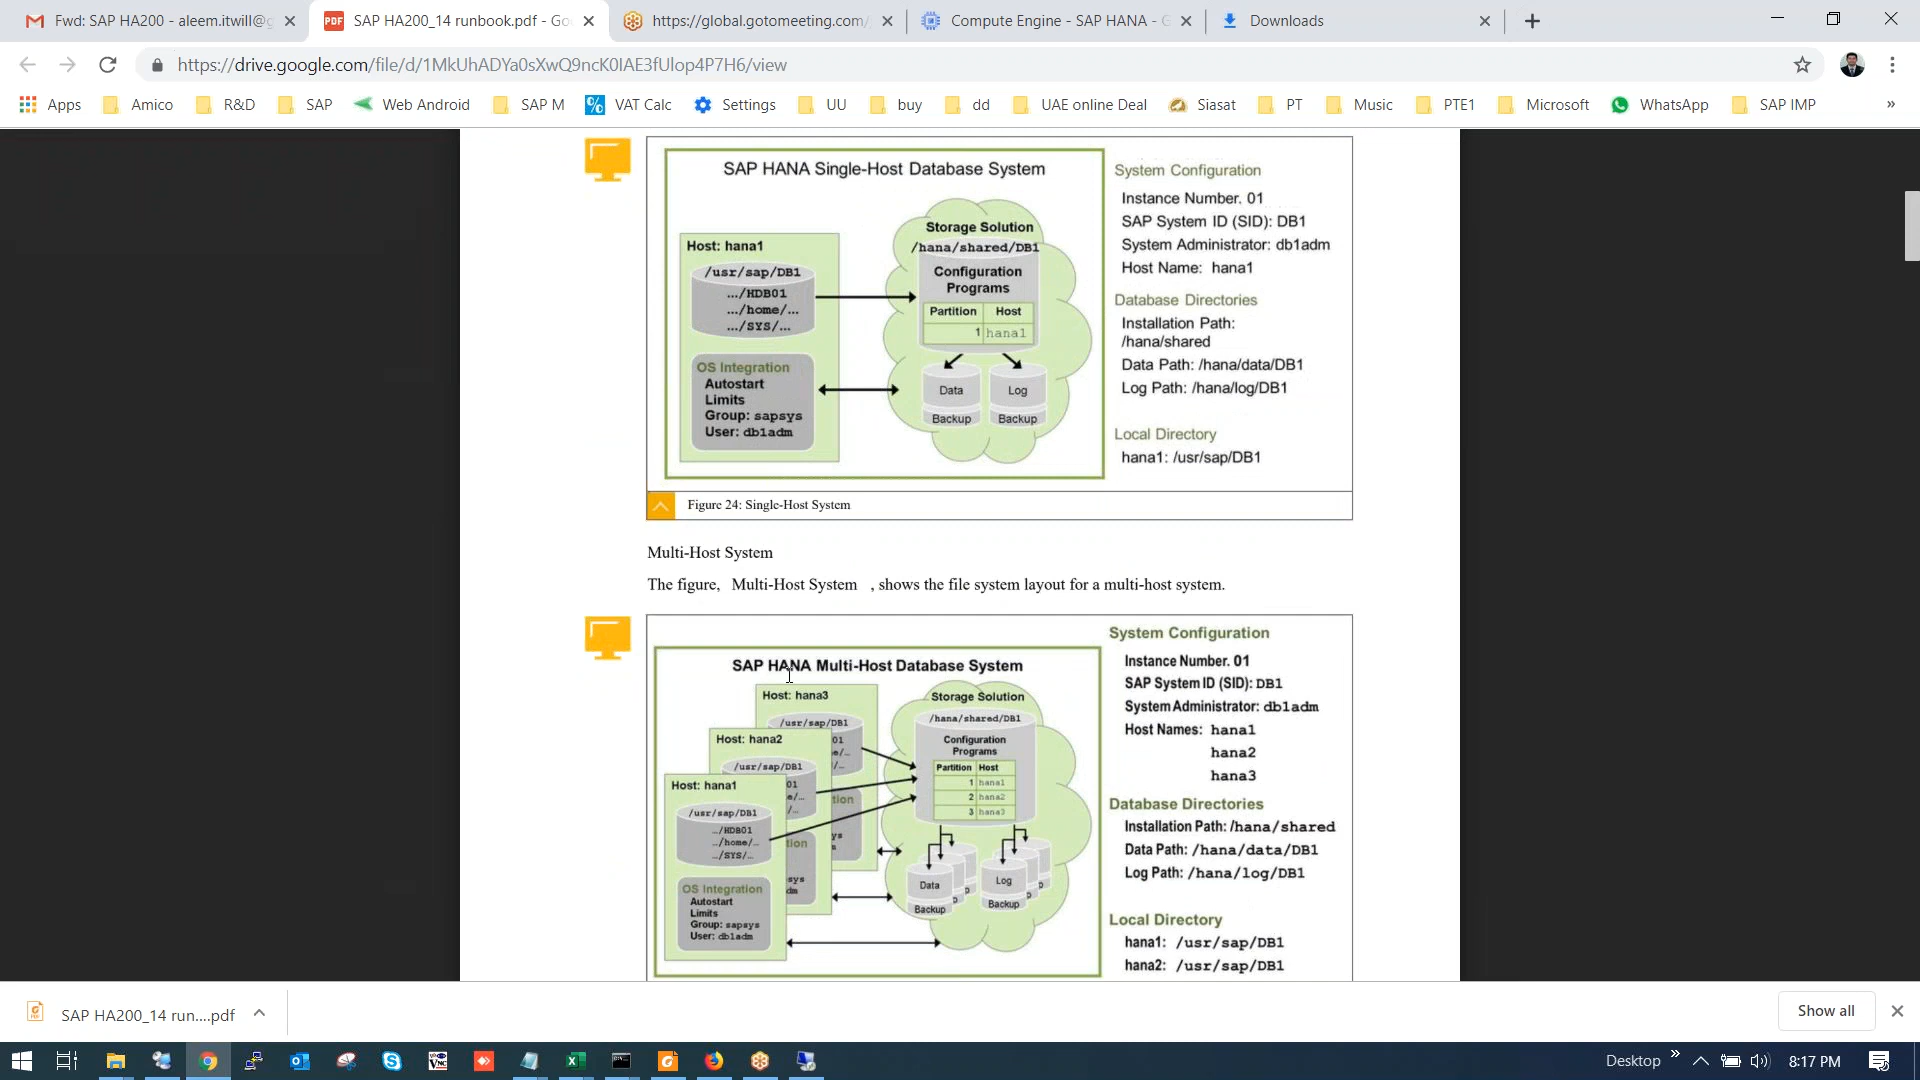 Fwd: SAP HA200 - aleem.itwill@g
SAP HA200_14 runbook.pdf - Go
https://global.gotomeeting.com/
Compute Engine - SAP HANA - G
Downloads
https://drive.google.com/file/d/1MkUhADYa0sXwQ9ncK0IAE3fUlop4P7H6/view
Apps
Amico
R&D
SAP
Web Android
SAP M
VAT Calc
Settings
UU
buy
dd
UAE online Deal
Siasat
PT
Music
PTE1
Microsoft
WhatsApp
SAP IMP
»
SAP HANA Single-Host Database System
Host: hana1
/usr/sap/DB1
.../HDB01
.../home/...
.../SYS/...
OS Integration
Autostart
Limits
Group: sapsys
User: db1adm
Storage Solution
/hana/shared/DB1
Configuration
Programs
Partition Host
1 hana1
Data
Log
Backup
Backup
System Configuration
Instance Number. 01
SAP System ID (SID): DB1
System Administrator: db1adm
Host Name: hana1
Database Directories
Installation Path:
/hana/shared
Data Path: /hana/data/DB1
Log Path: /hana/log/DB1
Local Directory
hana1: /usr/sap/DB1
Figure 24: Single-Host System
Multi-Host System
The figure, Multi-Host System , shows the file system layout for a multi-host system.
SAP HANA Multi-Host Database System
Host: hana3
/usr/sap/DB1
01
e/...
/...
tion
ys
m
Host: hana2
/usr/sap/DB1
01
e/...
/...
tion
sys
dm
Host: hana1
/usr/sap/DB1
.../HDB01
.../home/...
.../SYS/...
OS Integration
Autostart
Limits
Group: sapsys
User: db1adm
Storage Solution
/hana/shared/DB1
Configuration
Programs
Partition Host
1 hana1
2 hana2
3 hana3
Data
Log
Backup
Backup
System Configuration
Instance Number. 01
SAP System ID (SID): DB1
System Administrator: db1adm
Host Names: hana1
hana2
hana3
Database Directories
Installation Path: /hana/shared
Data Path: /hana/data/DB1
Log Path: /hana/log/DB1
Local Directory
hana1: /usr/sap/DB1
hana2: /usr/sap/DB1
SAP HA200_14 run....pdf
Show all
Desktop
»
8:17 PM